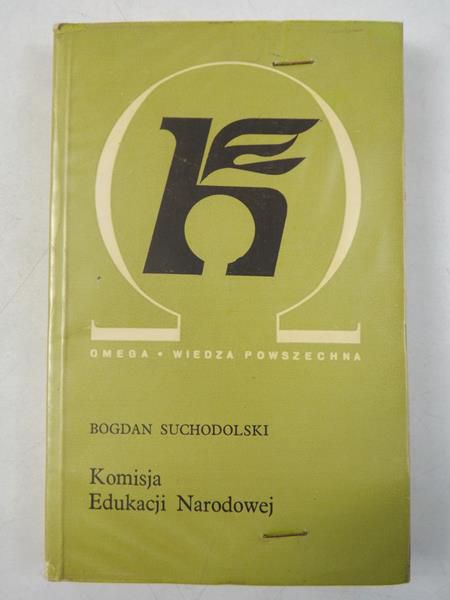 OMEGA • WIEDZA POWSZECHNA
BOGDAN SUCHODOLSKI
Komisja
Edukacji Narodowej